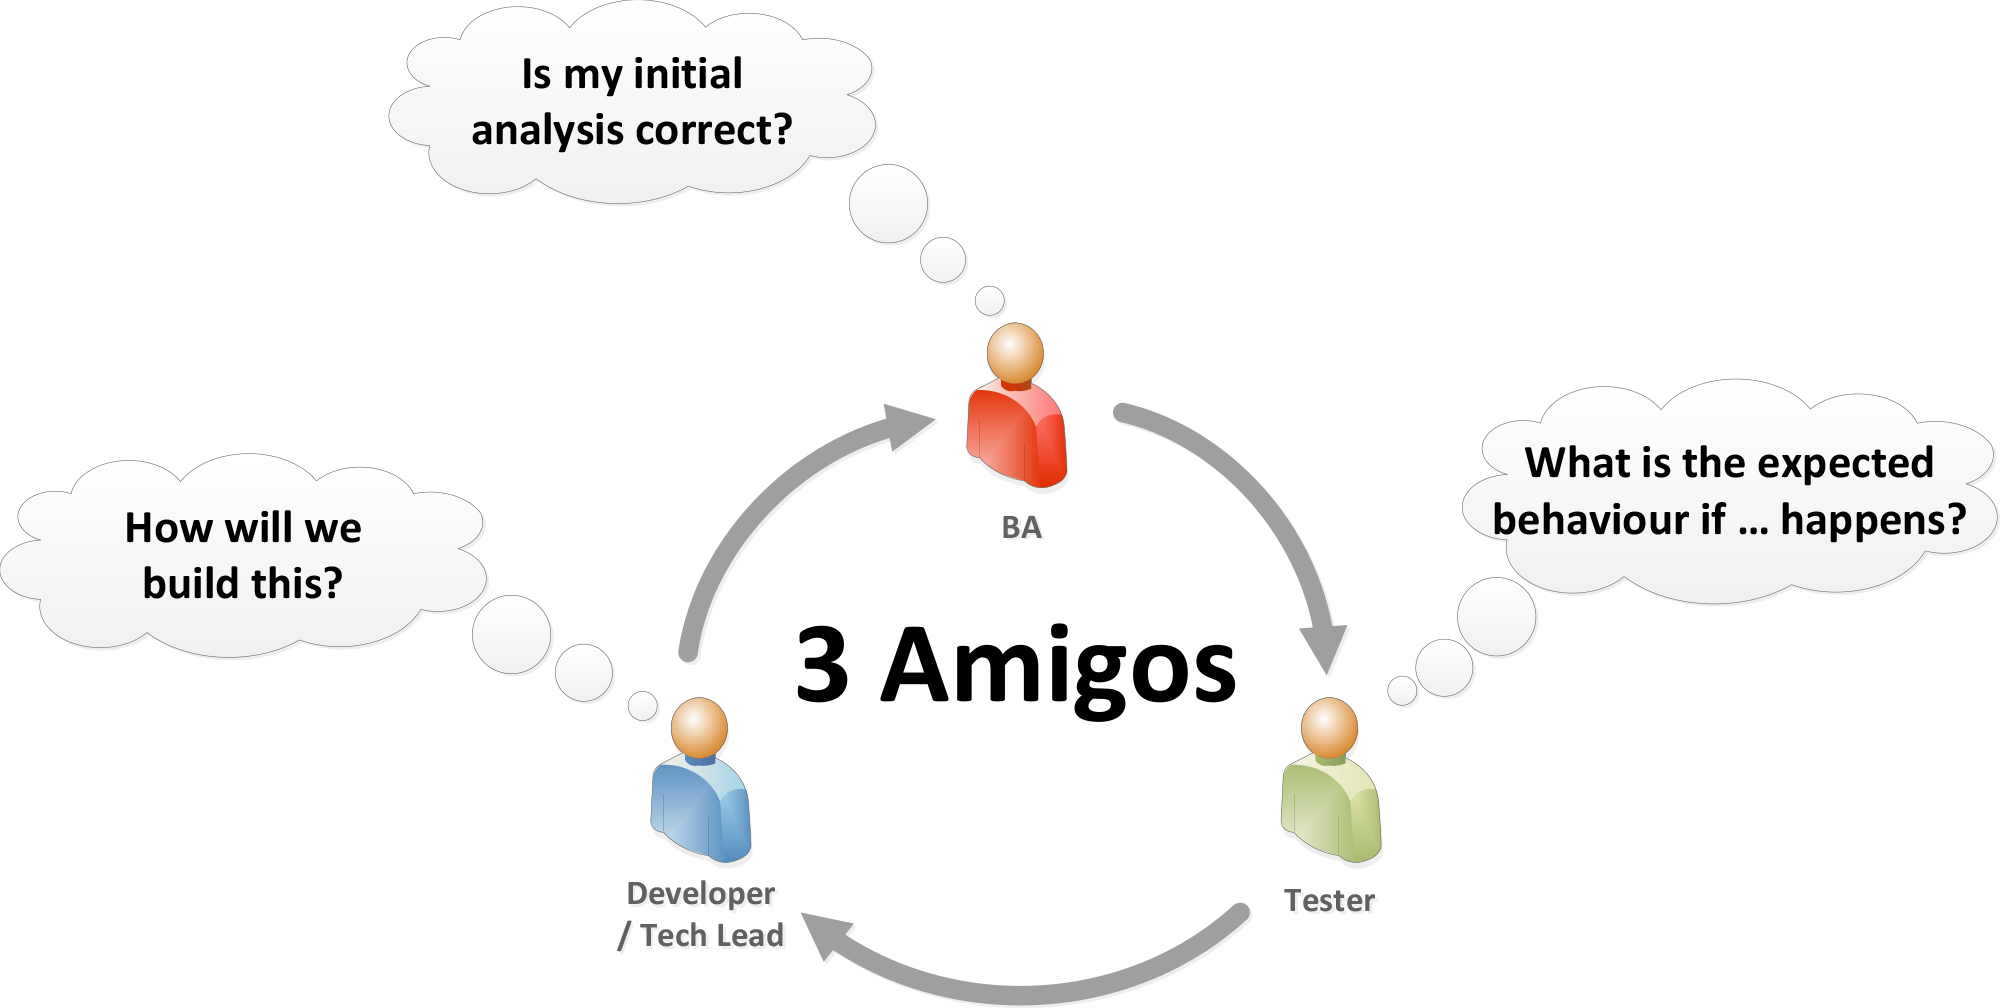 Is my initial
analysis correct?
What is the expected
behaviour if ... happens?
How will we
build this?
BA
3 Amigos
Developer
/ Tech Lead
Tester